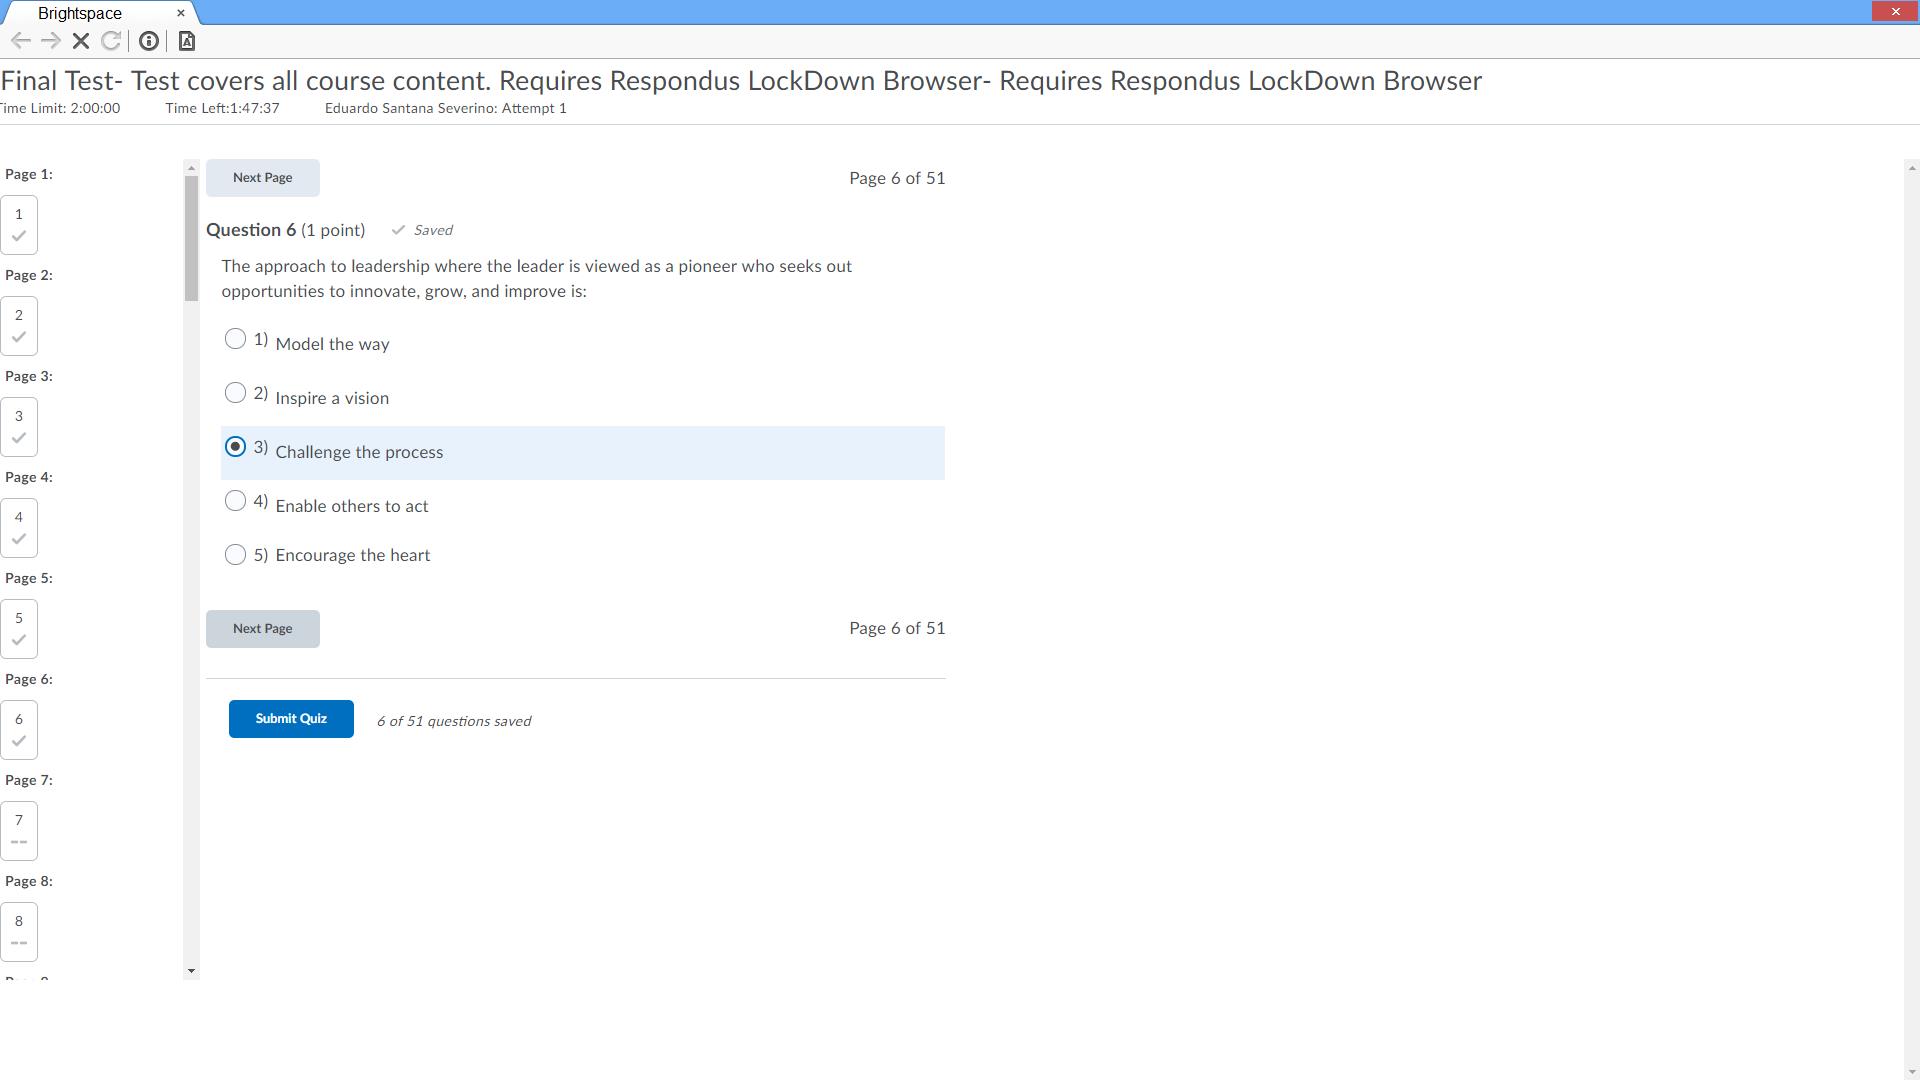 Brightspace
Final Test- Test covers all course content. Requires Respondus LockDown Browser- Requires Respondus LockDown Browser
Time Limit: 2:00:00 Time Left:1:47:37 Eduardo Santana Severino: Attempt 1
Page 1:
1
Page 2:
2
Page 3:
3
Page 4:
4
Page 5:
5
Page 6:
6
Page 7:
7
--
Page 8:
8
--
Next Page Page 6 of 51
Question 6 (1 point) Saved
The approach to leadership where the leader is viewed as a pioneer who seeks out
opportunities to innovate, grow, and improve is:
1) Model the way
2) Inspire a vision
3) Challenge the process
4) Enable others to act
5) Encourage the heart
Next Page Page 6 of 51
Submit Quiz 6 of 51 questions saved